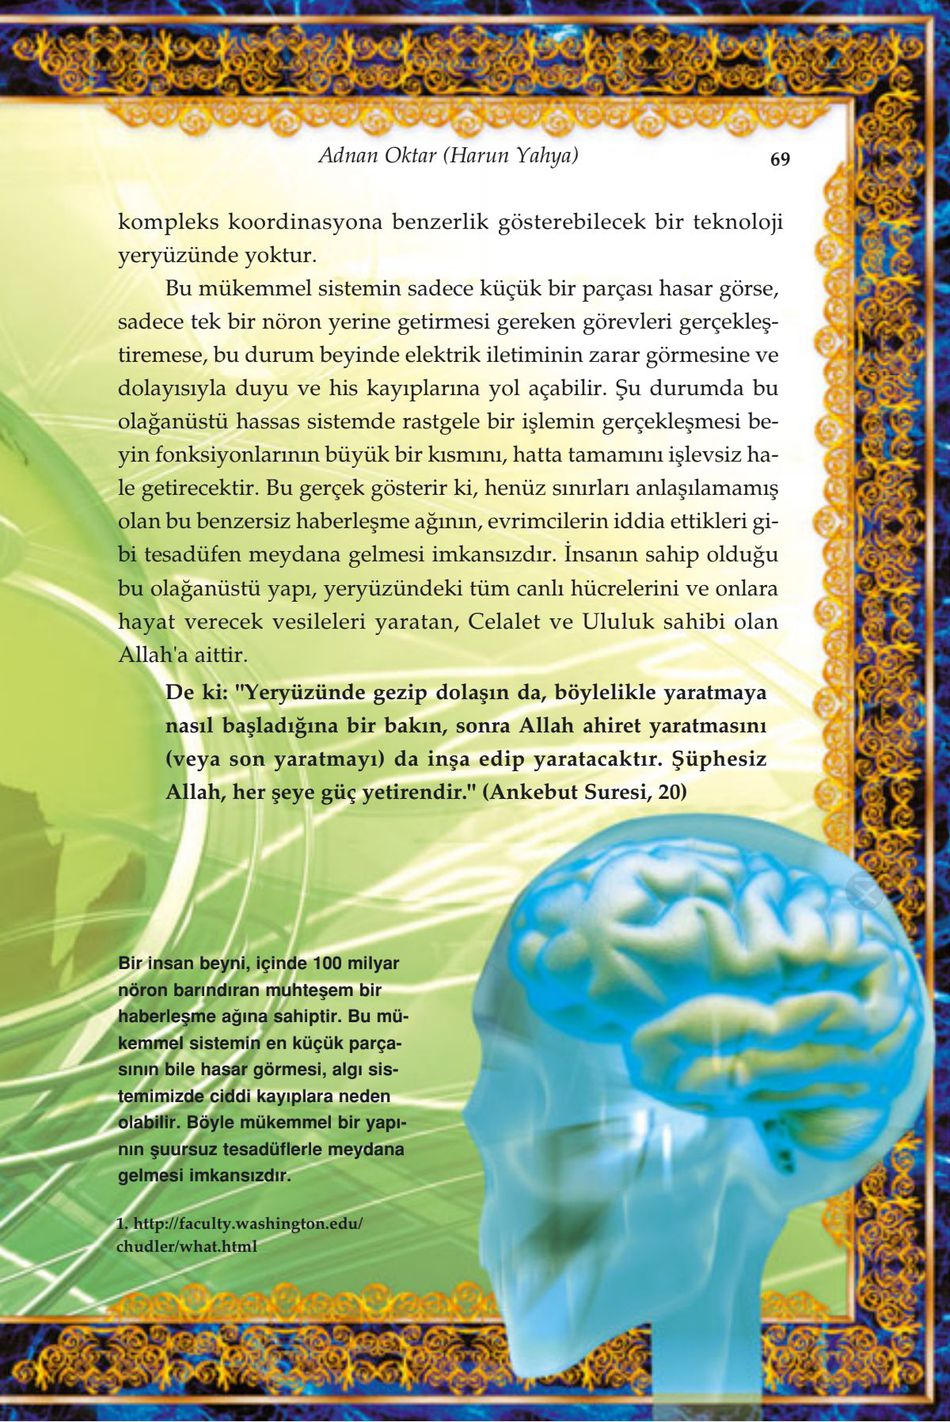 Adnan Oktar (Harun Yahya)
69
kompleks koordinasyona benzerlik gösterebilecek bir teknoloji
yeryüzünde yoktur.
Bu mükemmel sistemin sadece küçük bir parçası hasar görse,
sadece tek bir nöron yerine getirmesi gereken görevleri gerçekleş-
tiremese, bu durum beyinde elektrik iletiminin zarar görmesine ve
dolayısıyla duyu ve his kayıplarına yol açabilir. Şu durumda bu
olağanüstü hassas sistemde rastgele bir işlemin gerçekleşmesi be-
yin fonksiyonlarının büyük bir kısmını, hatta tamamını işlevsiz ha-
le getirecektir. Bu gerçek gösterir ki, henüz sınırları anlaşılamamış
olan bu benzersiz haberleşme ağının, evrimcilerin iddia ettikleri gi-
bi tesadüfen meydana gelmesi imkansızdır. İnsanın sahip olduğu
bu olağanüstü yapı, yeryüzündeki tüm canlı hücrelerini ve onlara
hayat verecek vesileleri yaratan, Celalet ve Ululuk sahibi olan
Allah'a aittir.
De ki: "Yeryüzünde gezip dolaşın da, böylelikle yaratmaya
nasıl başladığına bir bakın, sonra Allah ahiret yaratmasını
(veya son yaratmayı) da inşa edip yaratacaktır. Şüphesiz
Allah, her şeye güç yetirendir." (Ankebut Suresi, 20)
Bir insan beyni, içinde 100 milyar
nöron barındıran muhteşem bir
haberleşme ağına sahiptir. Bu mü-
kemmel sistemin en küçük parça-
sının bile hasar görmesi, algı sis-
temimizde ciddi kayıplara neden
olabilir. Böyle mükemmel bir yapı-
nın şuursuz tesadüflerle meydana
gelmesi imkansızdır.
1. http://faculty.washington.edu/
chudler/what.html